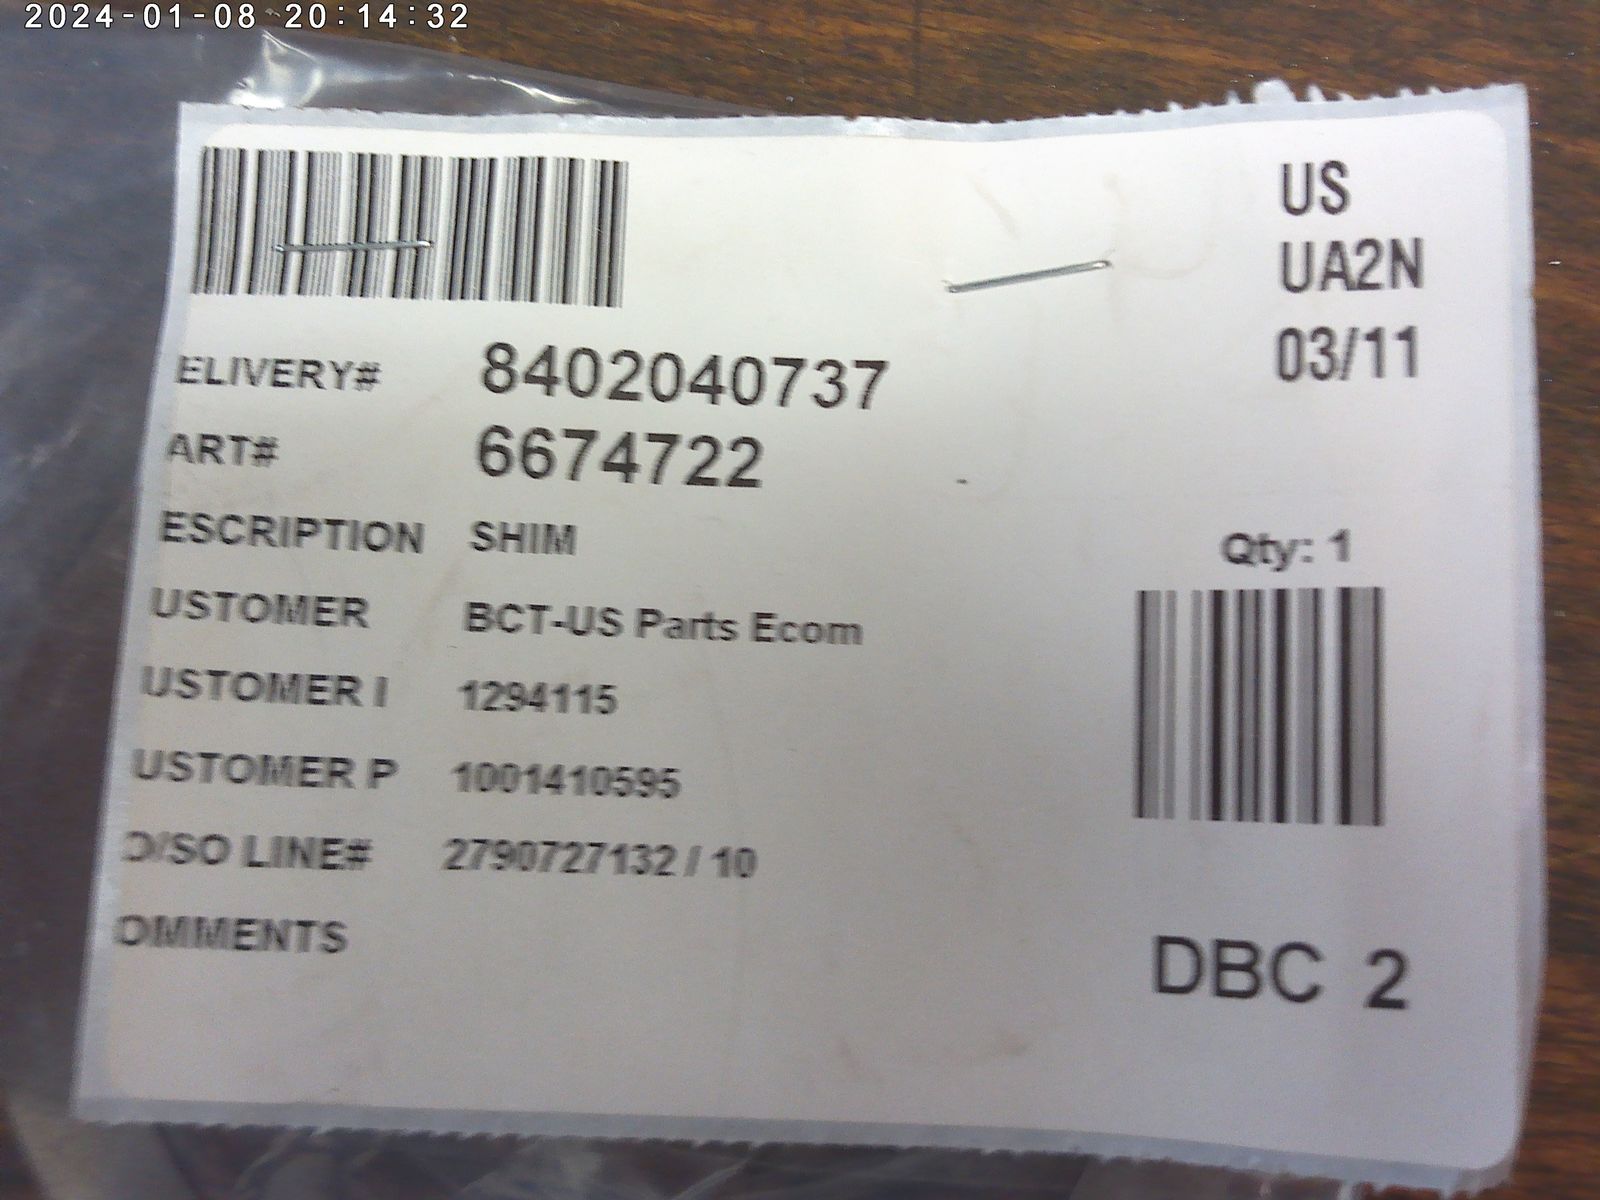 2024-01-08 20:14:32
US
UA2N
03/11
ELIVERY# 8402040737
ART# 6674722
ESCRIPTION SHIM
Qty: 1
USTOMER BCT-US Parts Ecom
USTOMER I 1294115
USTOMER P 1001410595
O/SO LINE# 2790727132 / 10
OMMENTS
DBC 2